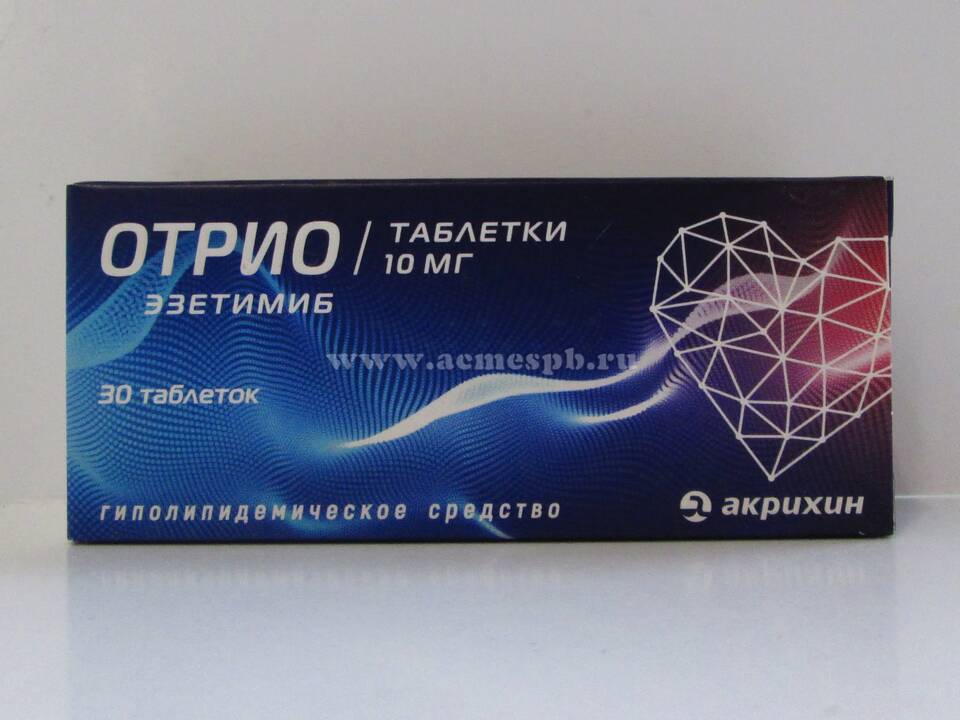 ОТРИО / ТАБЛЕТКИ
10 МГ
ЭЗЕТИМИБ
www.acmespb.ru
30 таблеток
гиполипидемическое средство
акрихин